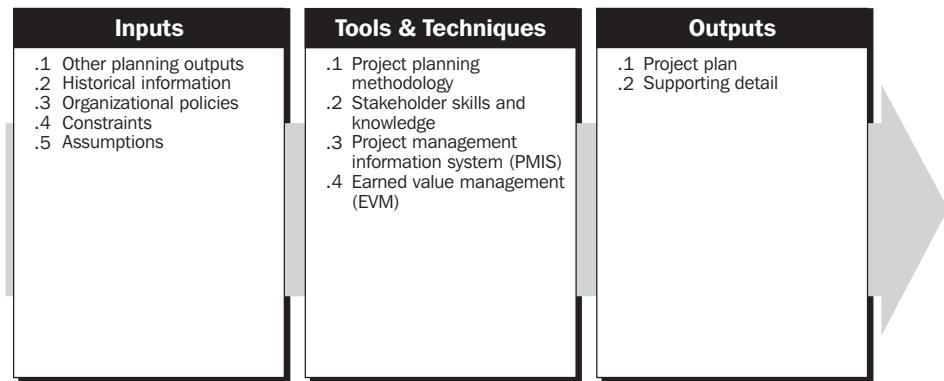 Inputs
.1 Other planning outputs
.2 Historical information
.3 Organizational policies
.4 Constraints
.5 Assumptions
Tools & Techniques
.1 Project planning
methodology
.2 Stakeholder skills and
knowledge
.3 Project management
information system (PMIS)
.4 Earned value management
(EVM)
Outputs
.1 Project plan
.2 Supporting detail